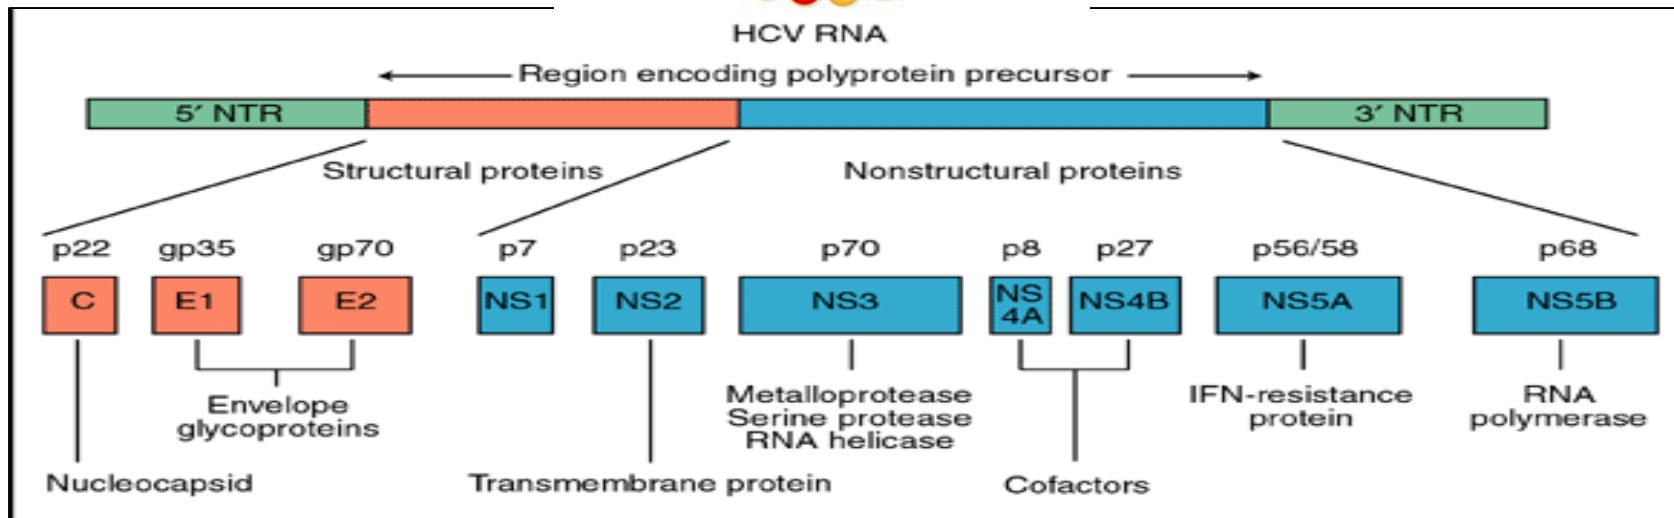 HCV RNA
Region encoding polyprotein precursor
5′ NTR
3′ NTR
Structural proteins
Nonstructural proteins
p22 gp35 gp70 p7 p23 p70 p8 p27 p56/58 p68
C E1 E2 NS1 NS2 NS3 NS 4A NS4B NS5A NS5B
Envelope
glycoproteins
Metalloprotease
Serine protease
RNA helicase
IFN-resistance
protein
RNA
polymerase
Nucleocapsid
Transmembrane protein
Cofactors